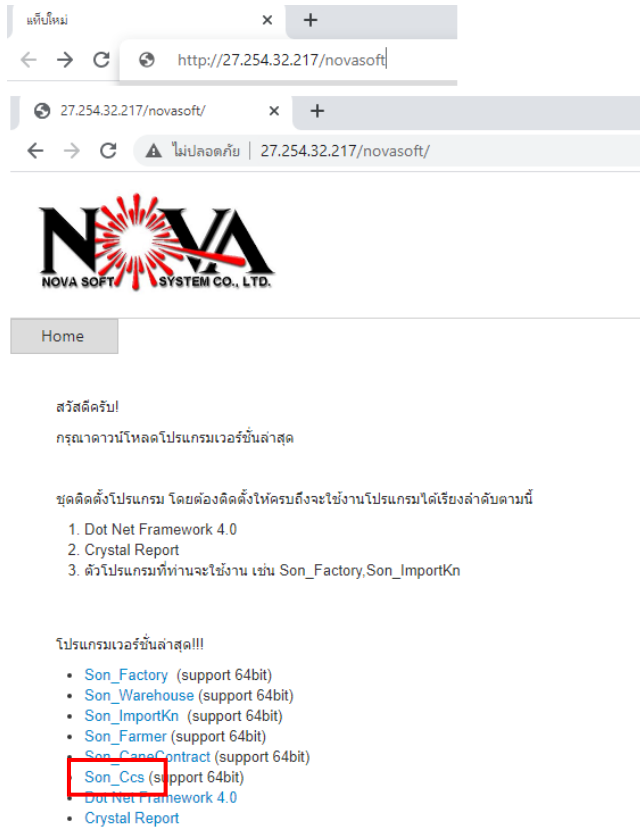 แท็บใหม่
http://27.254.32.217/novasoft
27.254.32.217/novasoft/
ไม่ปลอดภัย | 27.254.32.217/novasoft/
NOVA
NOVA SOFT SYSTEM CO., LTD.
Home
สวัสดีครับ!
กรุณาดาวน์โหลดโปรแกรมเวอร์ชั่นล่าสุด
ชุดติดตั้งโปรแกรม โดยต้องติดตั้งให้ครบถึงจะใช้งานโปรแกรมได้เรียงลำดับตามนี้
1. Dot Net Framework 4.0
2. Crystal Report
3. ตัวโปรแกรมที่ท่านจะใช้งาน เช่น Son_Factory,Son_ImportKn
โปรแกรมเวอร์ชั่นล่าสุด!!!
• Son_Factory (support 64bit)
• Son_Warehouse (support 64bit)
• Son_ImportKn (support 64bit)
• Son_Farmer (support 64bit)
• Son_CaneContract (support 64bit)
• Son_Ccs (support 64bit)
• Dot Net Framework 4.0
• Crystal Report